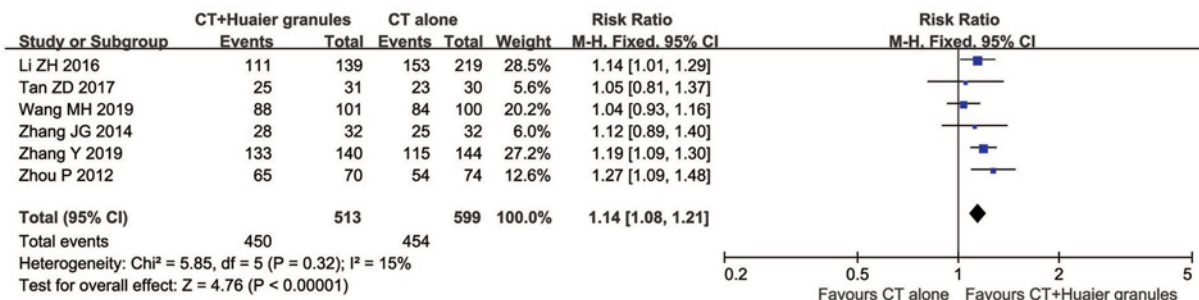 CT+Huaier granules CT alone Risk Ratio Risk Ratio
Study or Subgroup Events Total Events Total Weight M-H, Fixed, 95% CI M-H, Fixed, 95% CI
Li ZH 2016 111 139 153 219 28.5% 1.14 [1.01, 1.29]
Tan ZD 2017 25 31 23 30 5.6% 1.05 [0.81, 1.37]
Wang MH 2019 88 101 84 100 20.2% 1.04 [0.93, 1.16]
Zhang JG 2014 28 32 25 32 6.0% 1.12 [0.89, 1.40]
Zhang Y 2019 133 140 115 144 27.2% 1.19 [1.09, 1.30]
Zhou P 2012 65 70 54 74 12.6% 1.27 [1.09, 1.48]
Total (95% CI) 513 599 100.0% 1.14 [1.08, 1.21]
Total events 450 454
Heterogeneity: Chi² = 5.85, df = 5 (P = 0.32); I² = 15%
Test for overall effect: Z = 4.76 (P < 0.00001)
0.2 0.5 1 2 5
Favours CT alone Favours CT+Huaier granules